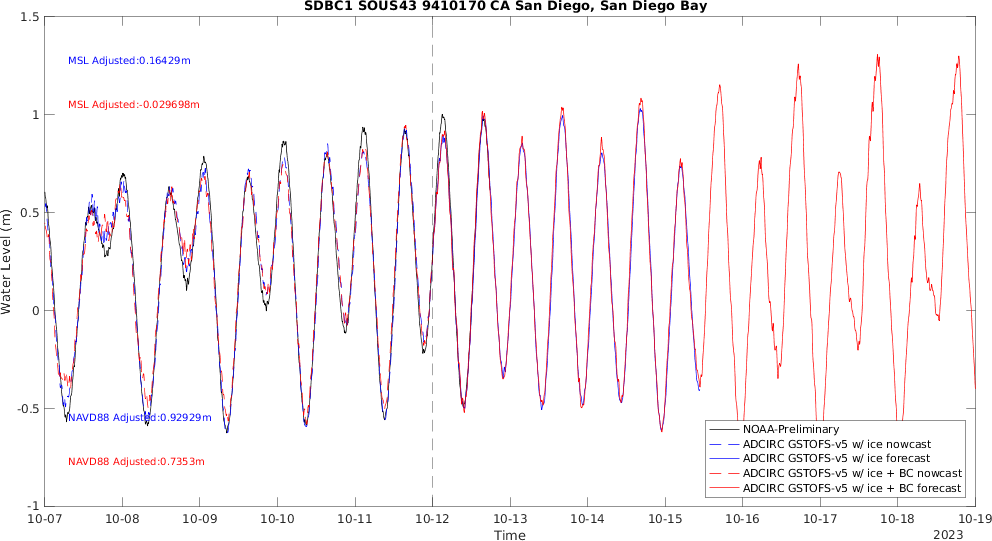 SDBC1 SOUS43 9410170 CA San Diego, San Diego Bay
1.5
MSL Adjusted:0.16429m
MSL Adjusted:-0.029698m
1
0.5
Water Level (m)
0
-0.5
NAVD88 Adjusted:0.92929m
NAVD88 Adjusted:0.7353m
NOAA-Preliminary
ADCIRC GSTOFS-v5 w/ ice nowcast
ADCIRC GSTOFS-v5 w/ ice forecast
ADCIRC GSTOFS-v5 w/ ice + BC nowcast
ADCIRC GSTOFS-v5 w/ ice + BC forecast
-1
10-07 10-08 10-09 10-10 10-11 10-12 10-13 10-14 10-15 10-16 10-17 10-18 10-19
Time
2023